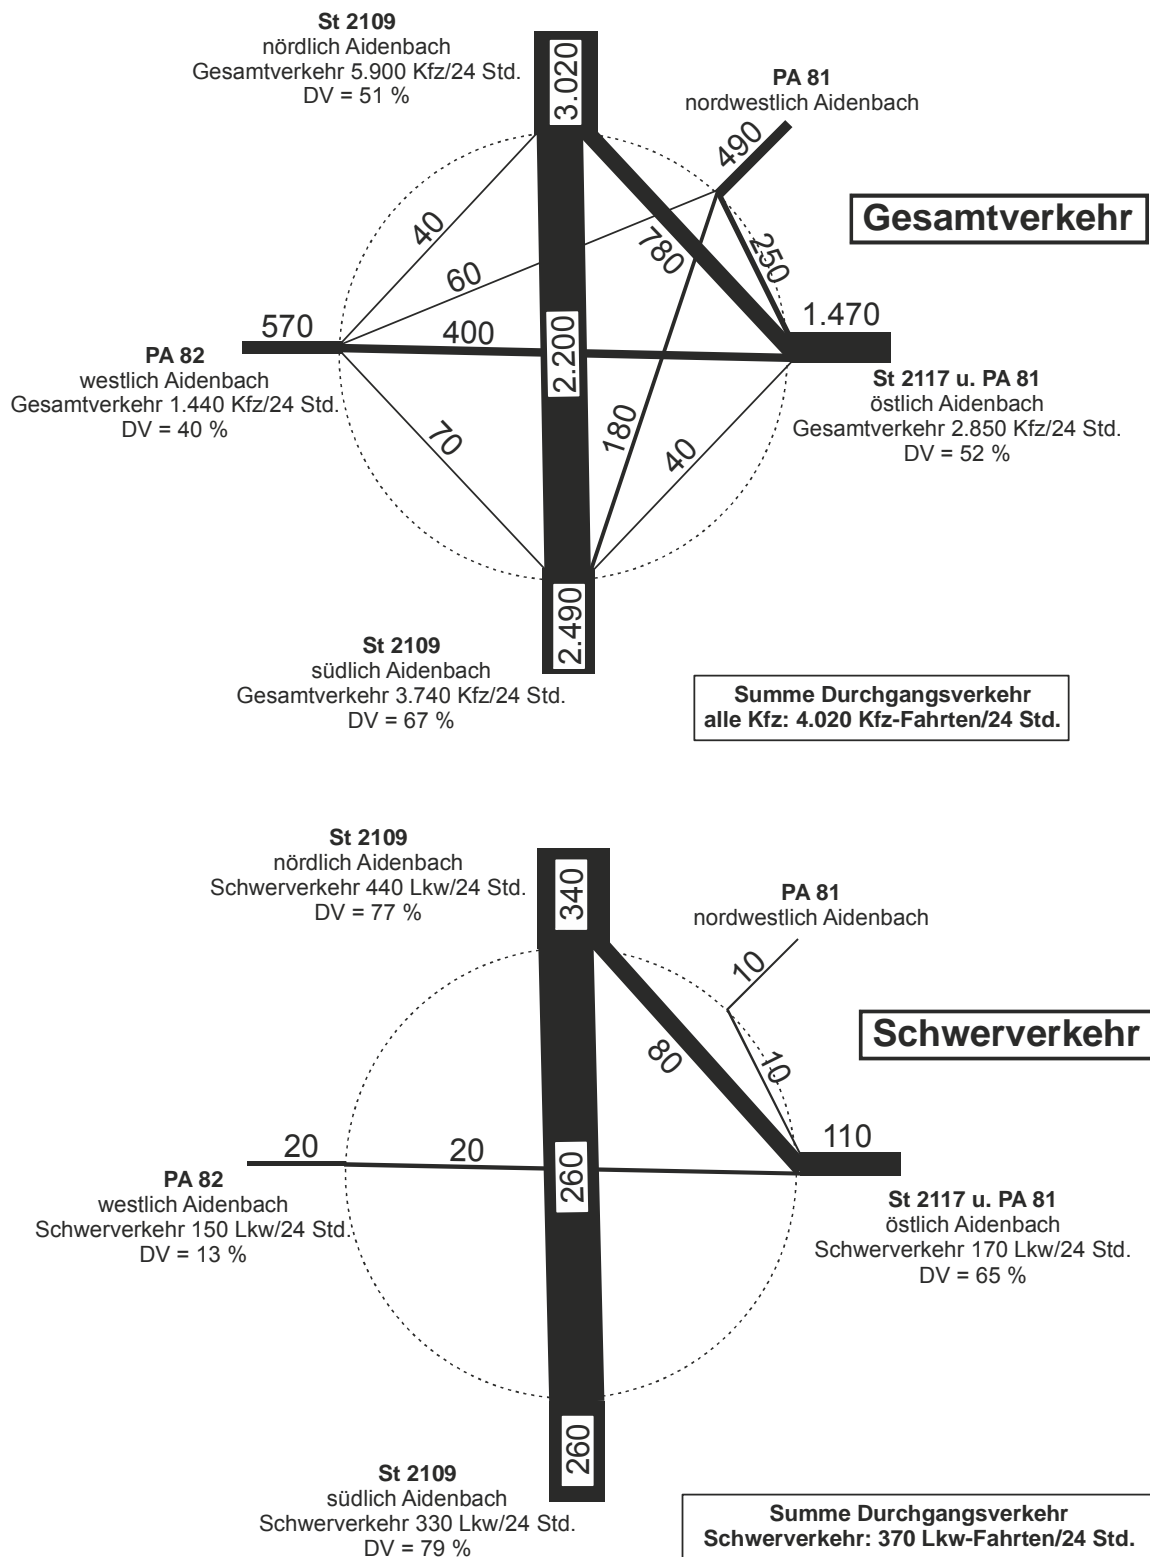 St 2109
nördlich Aidenbach
Gesamtverkehr 5.900 Kfz/24 Std.
DV = 51 %
3.020
PA 81
nordwestlich Aidenbach
490
Gesamtverkehr
40
780
250
60
570
400
2.200
1.470
PA 82
westlich Aidenbach
Gesamtverkehr 1.440 Kfz/24 Std.
DV = 40 %
St 2117 u. PA 81
östlich Aidenbach
Gesamtverkehr 2.850 Kfz/24 Std.
DV = 52 %
70
180
40
2.490
St 2109
südlich Aidenbach
Gesamtverkehr 3.740 Kfz/24 Std.
DV = 67 %
Summe Durchgangsverkehr
alle Kfz: 4.020 Kfz-Fahrten/24 Std.
St 2109
nördlich Aidenbach
Schwerverkehr 440 Lkw/24 Std.
DV = 77 %
340
PA 81
nordwestlich Aidenbach
10
Schwerverkehr
80
10
20
20
260
110
PA 82
westlich Aidenbach
Schwerverkehr 150 Lkw/24 Std.
DV = 13 %
St 2117 u. PA 81
östlich Aidenbach
Schwerverkehr 170 Lkw/24 Std.
DV = 65 %
260
St 2109
südlich Aidenbach
Schwerverkehr 330 Lkw/24 Std.
DV = 79 %
Summe Durchgangsverkehr
Schwerverkehr: 370 Lkw-Fahrten/24 Std.